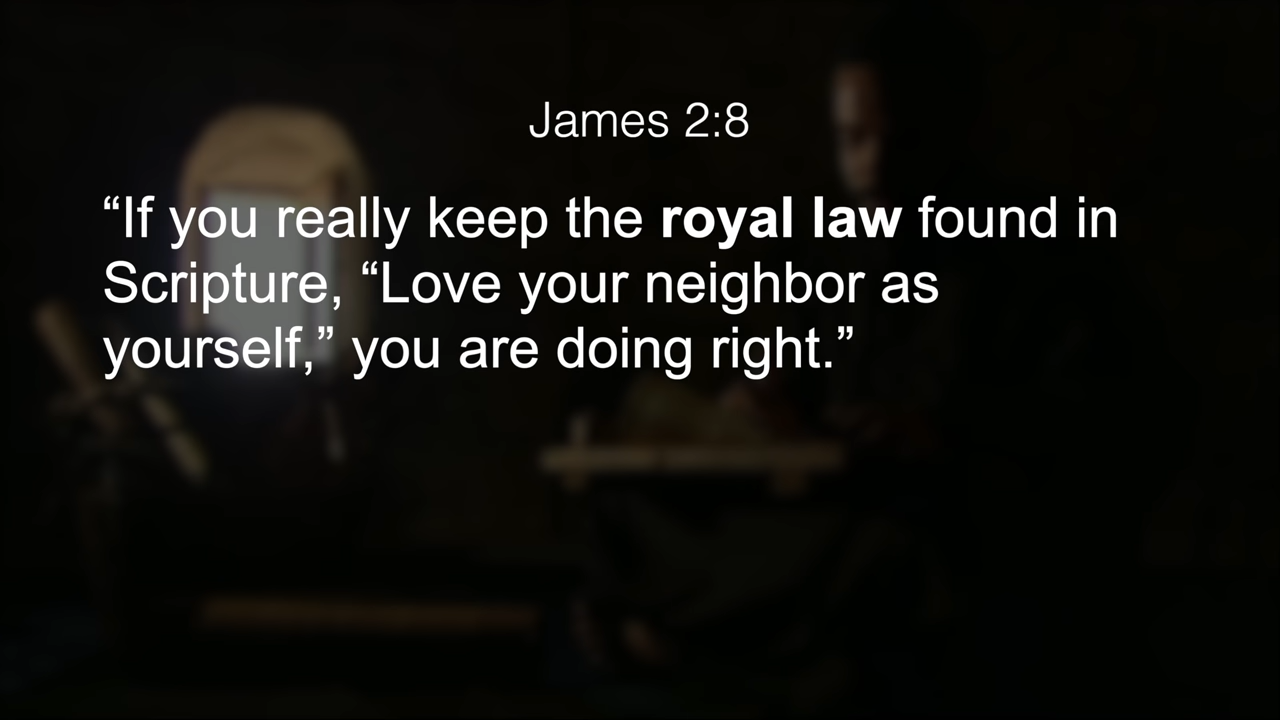 James 2:8
“If you really keep the royal law found in
Scripture, “Love your neighbor as
yourself,” you are doing right.”